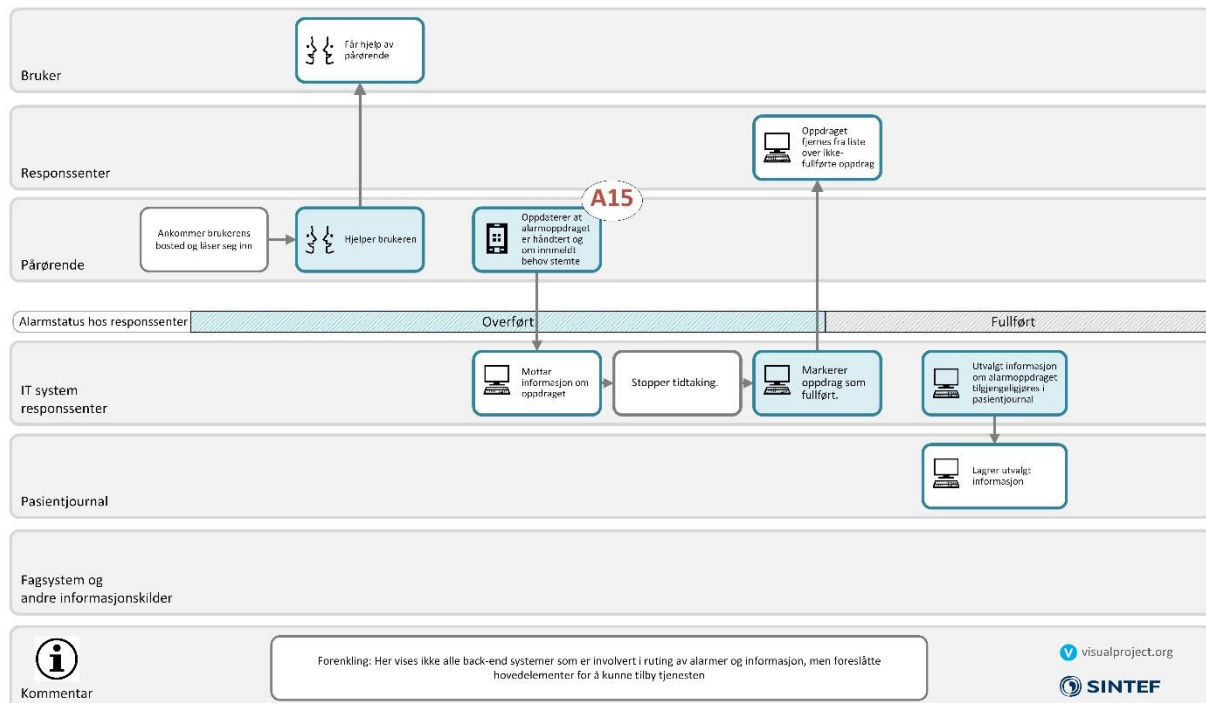 Får hjelp av
pårørende
Bruker
Oppdraget
fjernes fra liste
over ikke-
fullførte oppdrag
Responssenter
A15
Ankommer brukerens
bosted og låser seg inn
Hjelper brukeren
Oppdaterer at
alarmoppdraget
er håndtert og
om innmeldt
behov stemte
Pårørende
Alarmstatus hos responssenter
Overført
Fullført
IT system
responssenter
Mottar
informasjon om
oppdraget
Stopper tidtaking.
Markerer
oppdrag som
fullført.
Utvalgt informasjon
om alarmoppdraget
tilgjengeligjøres i
pasientjournal
Lagrer utvalgt
informasjon
Pasientjournal
Fagsystem og
andre informasjonskilder
Kommentar
Forenkling: Her vises ikke alle back-end systemer som er involvert i ruting av alarmer og informasjon, men foreslåtte
hovedelementer for å kunne tilby tjenesten
visualproject.org
SINTEF